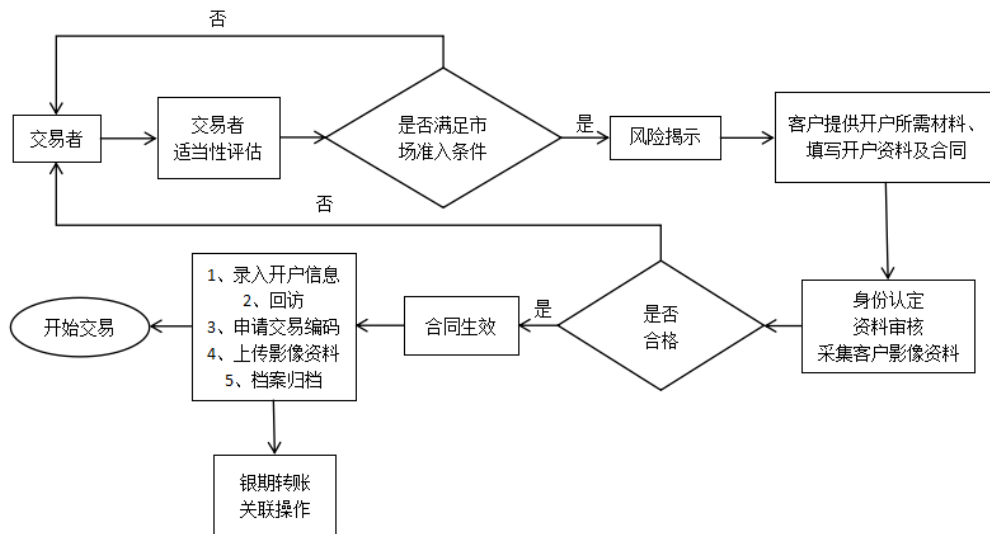 否
交易者
交易者
适当性评估
是否满足市
场准入条件
是
风险揭示
客户提供开户所需材料、
填写开户资料及合同
否
身份认定
资料审核
采集客户影像资料
是否
合格
是
合同生效
1、录入开户信息
2、回访
3、申请交易编码
4、上传影像资料
5、档案归档
开始交易
银期转账
关联操作